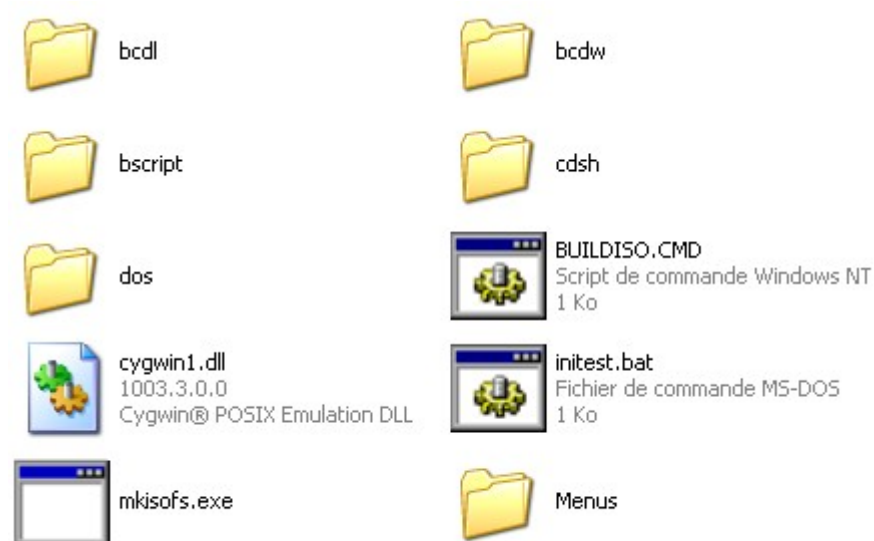 bcdl
bcdw
bscript
cdsh
dos
BUILDISO.CMD
Script de commande Windows NT
1 Ko
cygwin1.dll
1003.3.0.0
Cygwin® POSIX Emulation DLL
initest.bat
Fichier de commande MS-DOS
1 Ko
mkisofs.exe
Menus